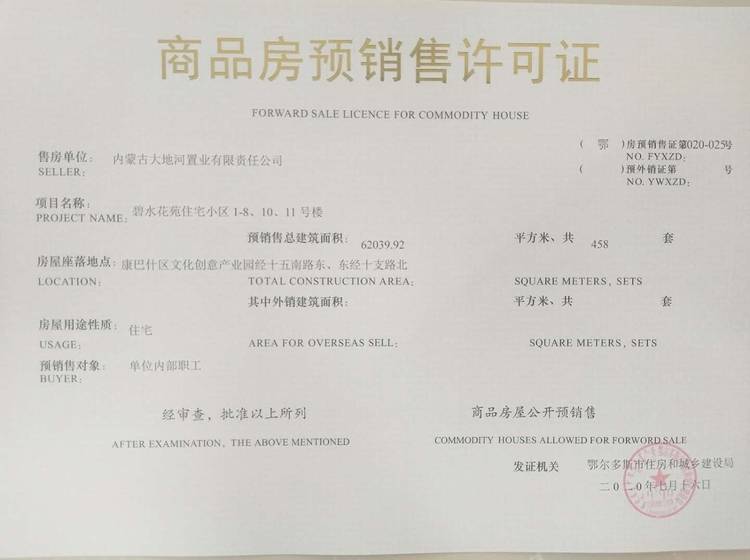 商品房预销售许可证
FORWARD SALE LICENCE FOR COMMODITY HOUSE
售房单位： 内蒙古大地河置业有限责任公司 （ 鄂 ）房预销售证第020-025号
SELLER: NO. FYXZD:
（ ）预外销证第 号
NO. YWXZD:
项目名称： 碧水花苑住宅小区 1-8、10、11 号楼
PROJECT NAME:
预销售总建筑面积： 62039.92 平方米、共 458 套
房屋座落地点： 康巴什区文化创意产业园经十五南路东、东经十支路北
LOCATION: TOTAL CONSTRUCTION AREA: SQUARE METERS, SETS
其中外销建筑面积： 平方米、共 套
房屋用途性质： 住宅
USAGE: AREA FOR OVERSEAS SELL: SQUARE METERS, SETS
预销售对象： 单位内部职工
BUYER:
经审查，批准以上所列 商品房屋公开预销售
AFTER EXAMINATION, THE ABOVE MENTIONED COMMODITY HOUSES ALLOWED FOR FORWORD SALE
发证机关 鄂尔多斯市住房和城乡建设局
二〇二〇年七月十六日